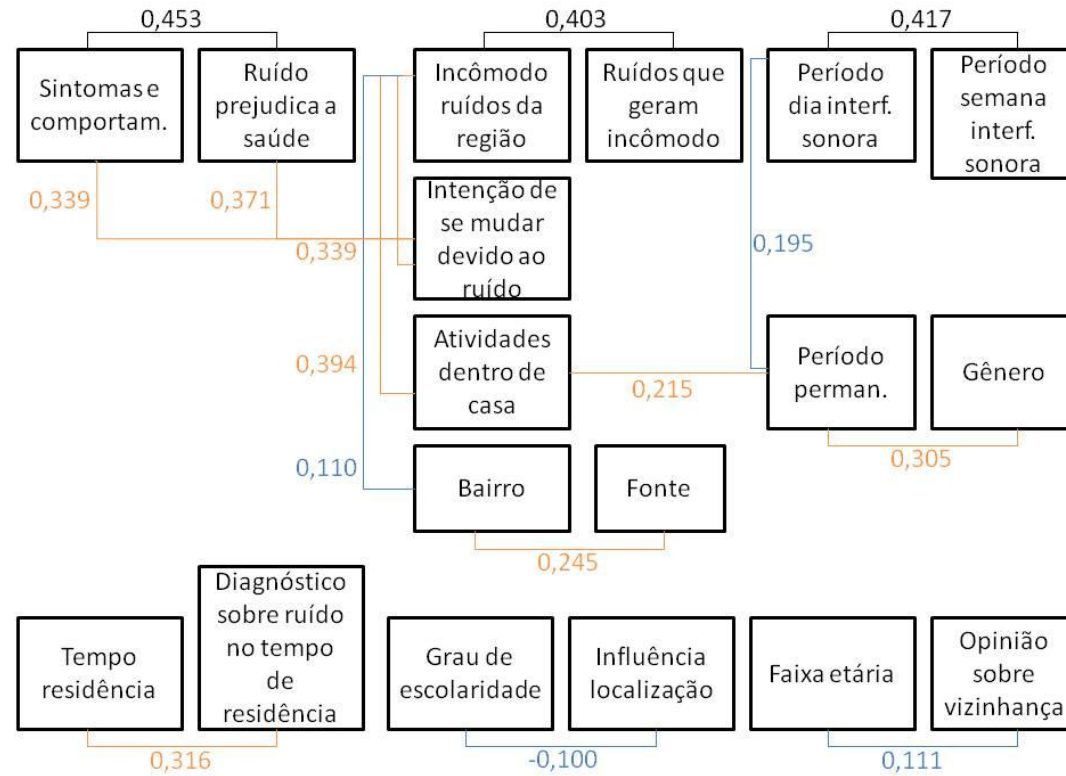 0,453
0,403
0,417
Sintomas e
comportam.
Ruído
prejudica a
saúde
Incômodo
ruídos da
região
Ruídos que
geram
incômodo
Período
dia interf.
sonora
Período
semana
interf.
sonora
0,339
0,371
0,339
Intenção de
se mudar
devido ao
ruído
0,195
0,394
Atividades
dentro de
casa
0,215
Período
perman.
Gênero
0,305
0,110
Bairro
Fonte
0,245
Tempo
residência
Diagnóstico
sobre ruído
no tempo
de
residência
Grau de
escolaridade
Influência
localização
Faixa etária
Opinião
sobre
vizinhança
0,316
-0,100
0,111